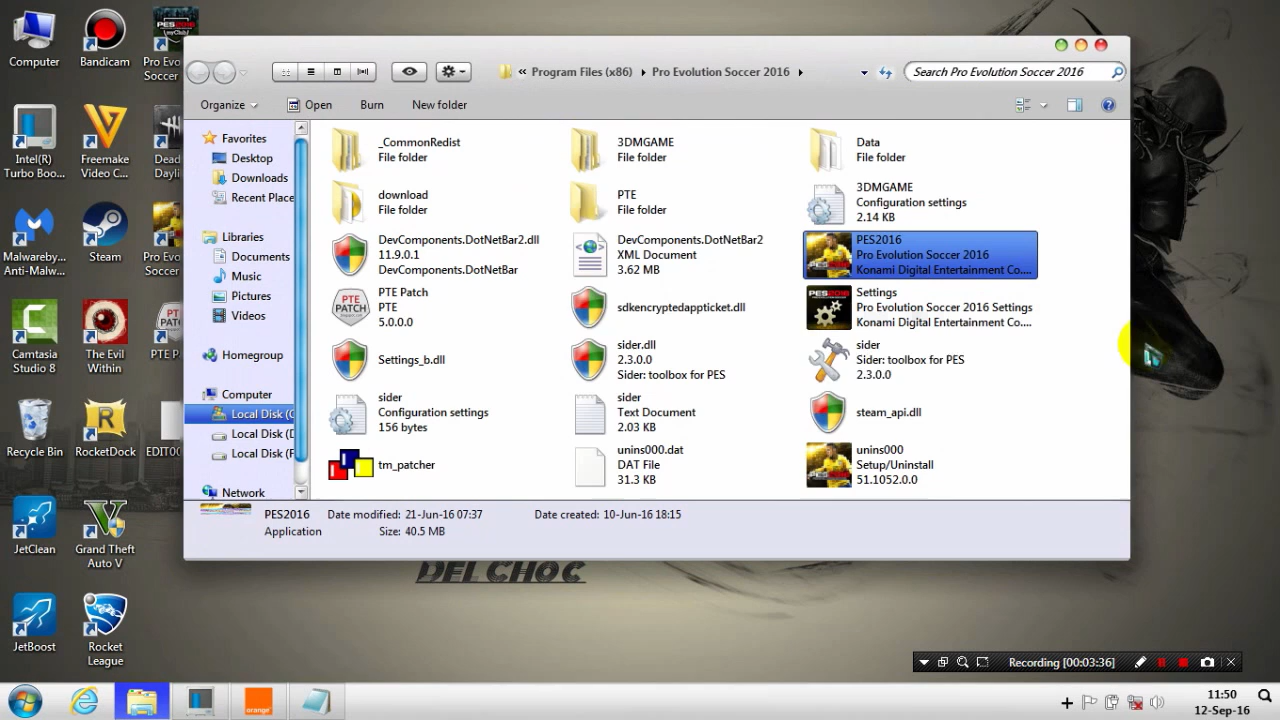 Computer
Bandicam
Pro Evo
Soccer
Intel(R)
Turbo Boo...
Freemake
Video C...
Dead
Dayli
Malwareby...
Anti-Malw...
Steam
Pro Evo
Soccer
Camtasia
Studio 8
The Evil
Within
PTE P
Recycle Bin
RocketDock
EDIT00
JetClean
Grand Theft
Auto V
JetBoost
Rocket
League
« Program Files (x86) Pro Evolution Soccer 2016
Search Pro Evolution Soccer 2016
Organize
Open
Burn
New folder
Favorites
Desktop
Downloads
Recent Place
Libraries
Documents
Music
Pictures
Videos
Homegroup
Computer
Local Disk (C
Local Disk (D
Local Disk (F
Network
_CommonRedist
File folder
3DMGAME
File folder
Data
File folder
download
File folder
PTE
File folder
3DMGAME
Configuration settings
2.14 KB
DevComponents.DotNetBar2.dll
11.9.0.1
DevComponents.DotNetBar
DevComponents.DotNetBar2
XML Document
3.62 MB
PES2016
Pro Evolution Soccer 2016
Konami Digital Entertainment Co....
PTE Patch
PTE
5.0.0.0
sdkencryptedappticket.dll
Settings
Pro Evolution Soccer 2016 Settings
Konami Digital Entertainment Co....
Settings_b.dll
sider.dll
2.3.0.0
Sider: toolbox for PES
sider
Sider: toolbox for PES
2.3.0.0
sider
Configuration settings
156 bytes
sider
Text Document
2.03 KB
steam_api.dll
tm_patcher
unins000.dat
DAT File
31.3 KB
unins000
Setup/Uninstall
51.1052.0.0
PES2016 Date modified: 21-Jun-16 07:37 Date created: 10-Jun-16 18:15
Application Size: 40.5 MB
DEL CHOC
Recording [00:03:36]
orange
11:50
12-Sep-16